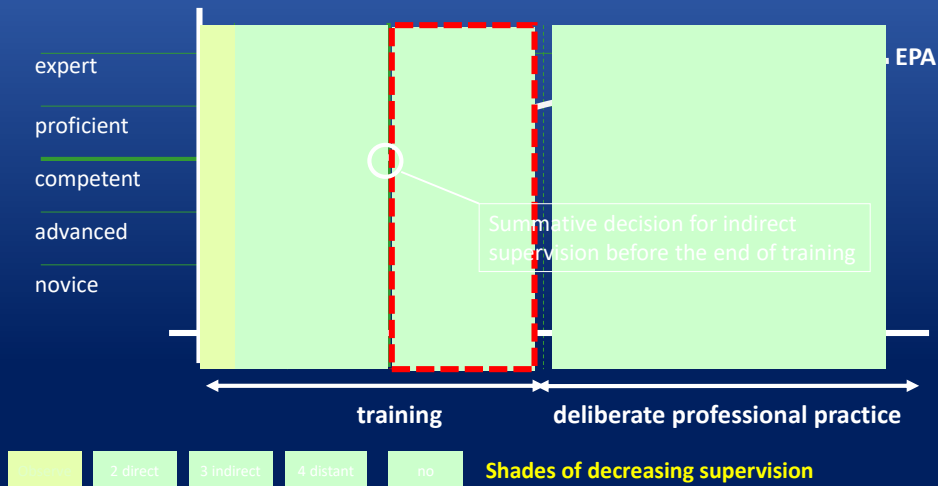 expert
EPA
proficient
competent
advanced
Summative decision for indirect
supervision before the end of training
novice
training
deliberate professional practice
2 direct
3 indirect
4 distant
no
Shades of decreasing supervision